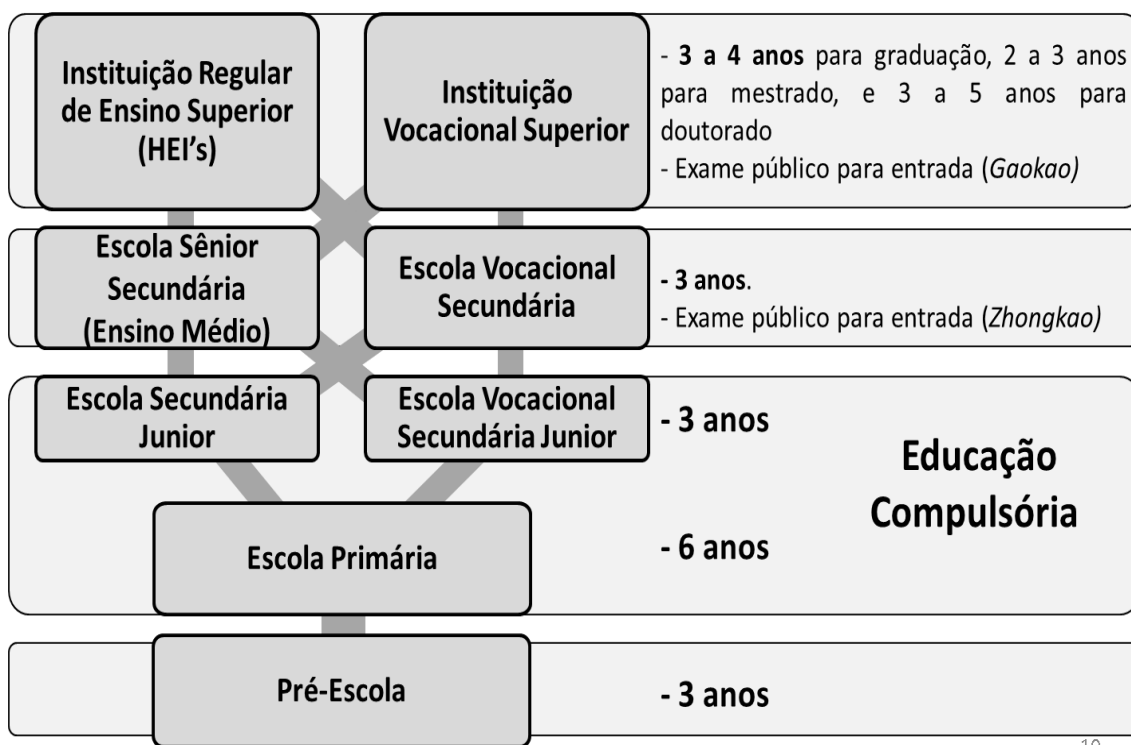 Instituição Regular
de Ensino Superior
(HEI's)
Instituição
Vocacional Superior
- 3 a 4 anos para graduação, 2 a 3 anos
para mestrado, e 3 a 5 anos para
doutorado
- Exame público para entrada (Gaokao)
Escola Sênior
Secundária
(Ensino Médio)
Escola Vocacional
Secundária
- 3 anos.
- Exame público para entrada (Zhongkao)
Escola Secundária
Junior
Escola Vocacional
Secundária Junior
- 3 anos
Educação
Compulsória
Escola Primária
- 6 anos
Pré-Escola
- 3 anos